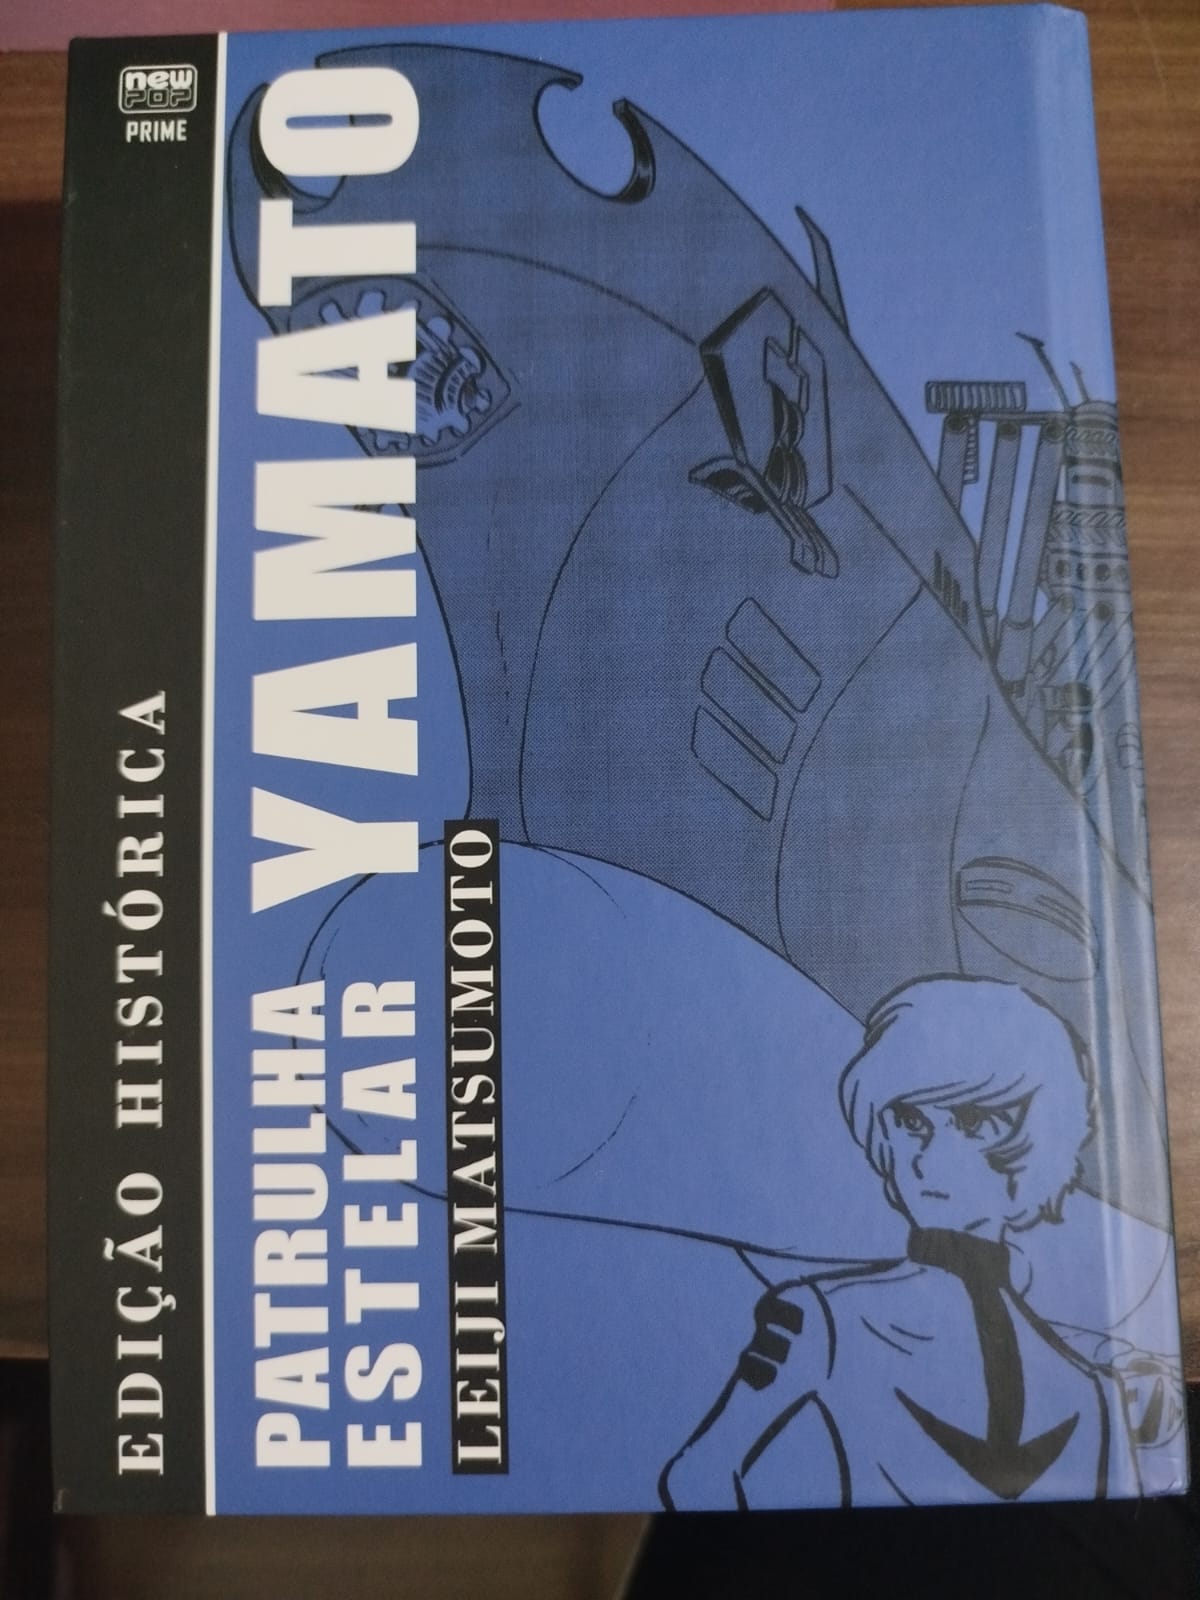 new
POP
PRIME
EDIÇÃO HISTÓRICA
PATRULHA
ESTELAR
YAMATO
LEIJI MATSUMOTO